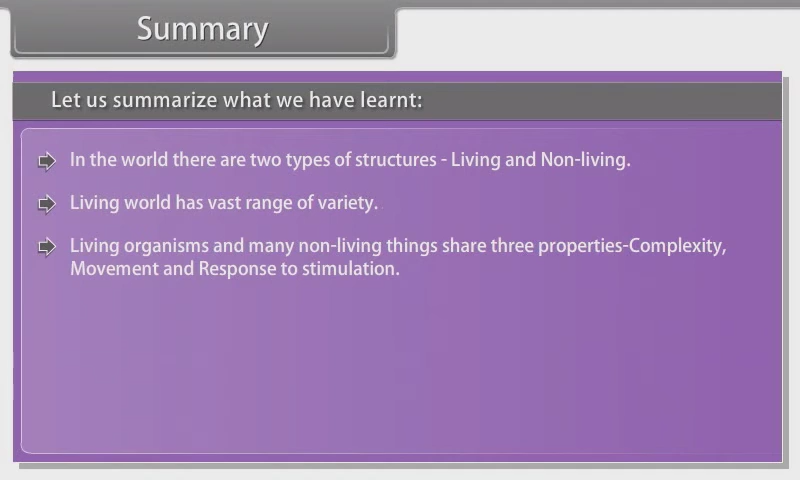 Summary
Let us summarize what we have learnt:
In the world there are two types of structures - Living and Non-living.
Living world has vast range of variety.
Living organisms and many non-living things share three properties-Complexity,
Movement and Response to stimulation.